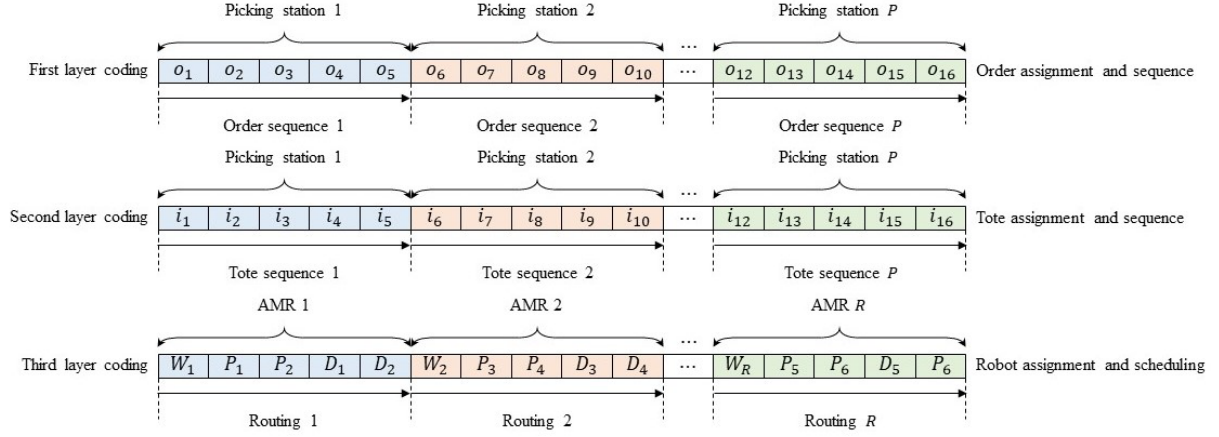 Picking station 1 Picking station 2 Picking station P
...
First layer coding o₁ o₂ o₃ o₄ o₅ o₆ o₇ o₈ o₉ o₁₀ ... o₁₂ o₁₃ o₁₄ o₁₅ o₁₆ Order assignment and sequence
Order sequence 1 Order sequence 2 Order sequence P
Picking station 1 Picking station 2 Picking station P
...
Second layer coding i₁ i₂ i₃ i₄ i₅ i₆ i₇ i₈ i₉ i₁₀ ... i₁₂ i₁₃ i₁₄ i₁₅ i₁₆ Tote assignment and sequence
Tote sequence 1 Tote sequence 2 Tote sequence P
AMR 1 AMR 2 AMR R
...
Third layer coding W₁ P₁ P₂ D₁ D₂ W₂ P₃ P₄ D₃ D₄ ... W_R P₅ P₆ D₅ P₆ Robot assignment and scheduling
Routing 1 Routing 2 Routing R